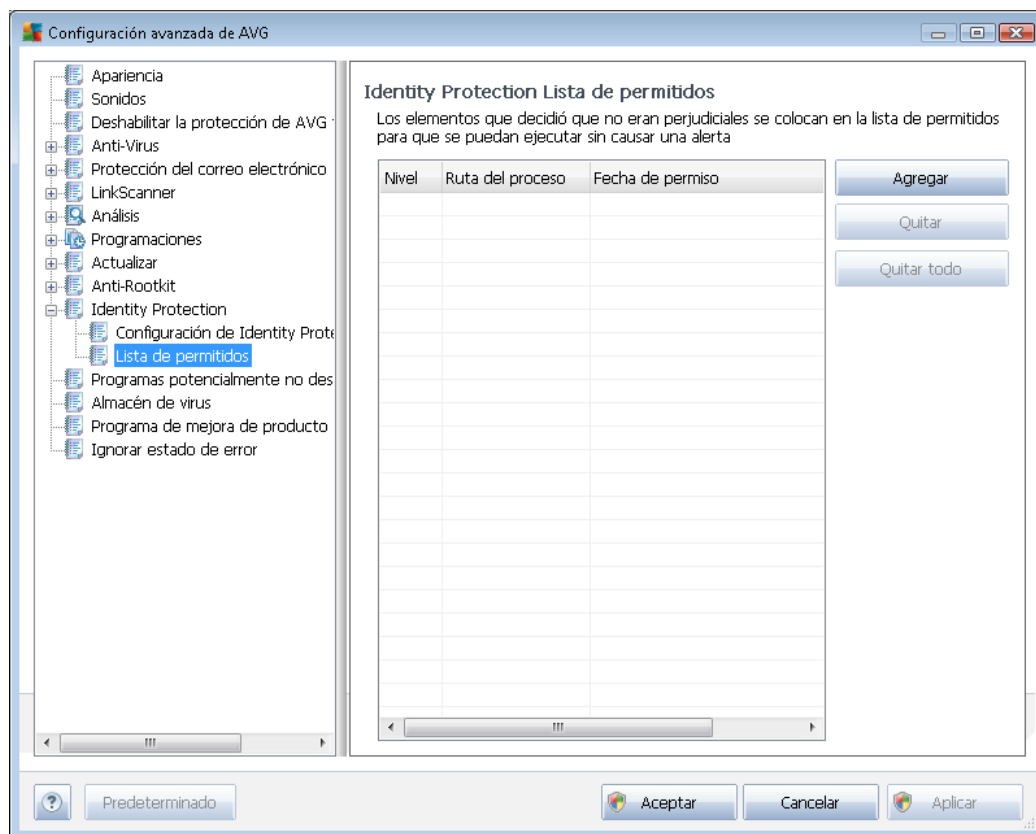 Configuración avanzada de AVG
Apariencia
Sonidos
Deshabilitar la protección de AVG
Anti-Virus
Protección del correo electrónico
LinkScanner
Análisis
Programaciones
Actualizar
Anti-Rootkit
Identity Protection
Configuración de Identity Prote
Lista de permitidos
Programas potencialmente no des
Almacén de virus
Programa de mejora de producto
Ignorar estado de error
Identity Protection Lista de permitidos
Los elementos que decidió que no eran perjudiciales se colocan en la lista de permitidos
para que se puedan ejecutar sin causar una alerta
Nivel Ruta del proceso Fecha de permiso
Agregar
Quitar
Quitar todo
? Predeterminado Aceptar Cancelar Aplicar